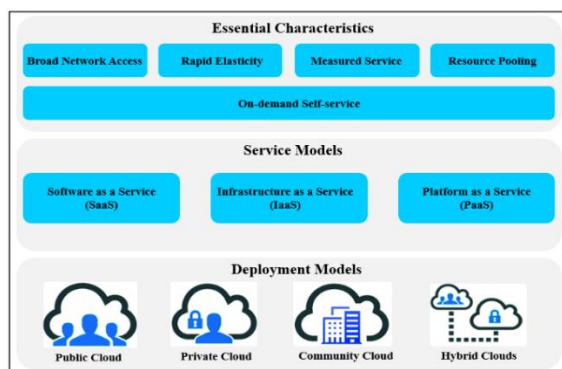 Essential Characteristics
Broad Network Access
Rapid Elasticity
Measured Service
Resource Pooling
On-demand Self-service
Service Models
Software as a Service
(SaaS)
Infrastructure as a Service
(IaaS)
Platform as a Service
(PaaS)
Deployment Models
Public Cloud
Private Cloud
Community Cloud
Hybrid Clouds